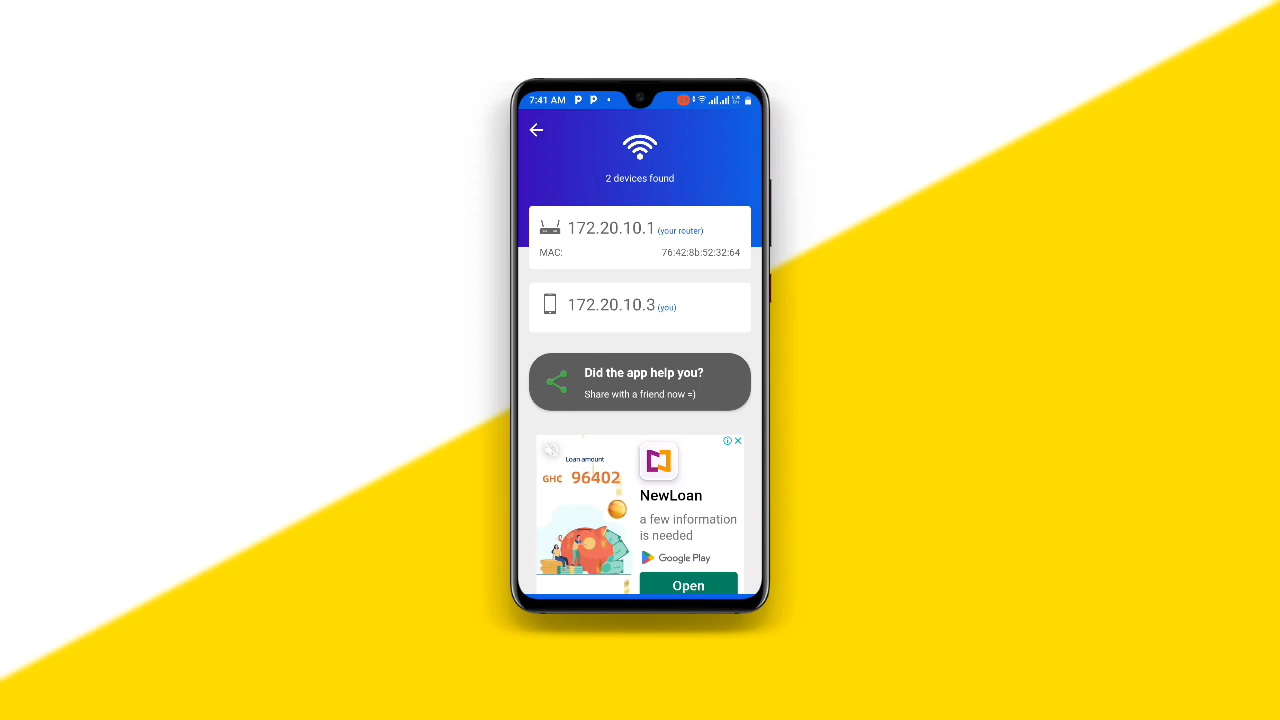 7:41 AM
2 devices found
172.20.10.1 (your router)
MAC: 76:42:8b:52:32:64
172.20.10.3 (you)
Did the app help you?
Share with a friend now =)
Loan amount
GHC 96402
NewLoan
a few information
is needed
Google Play
Open